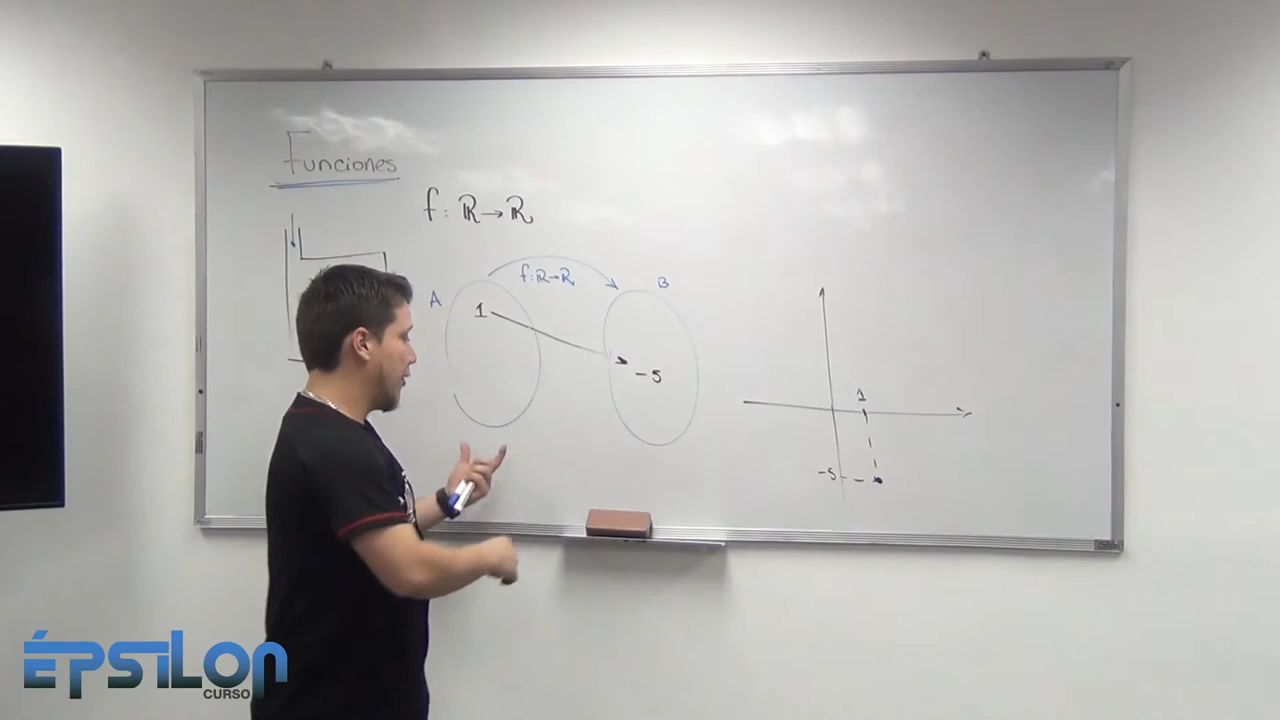 Funciones
f: ℝ→ℝ
f:ℝ→ℝ
A
B
1
-5
1
-5
ÉPSILON
CURSO